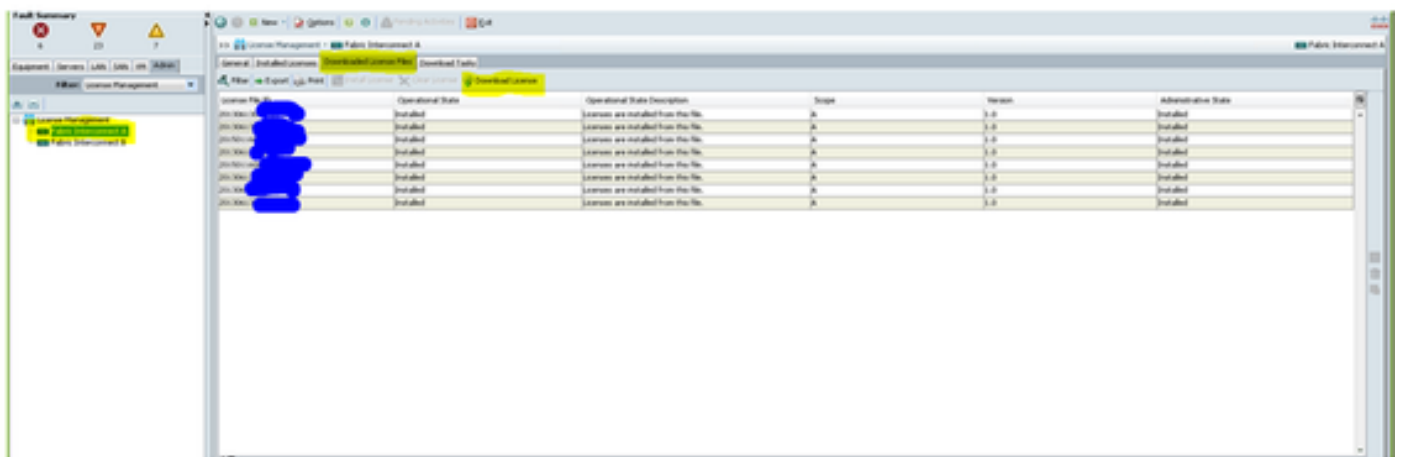 Fault Summary
New Options Pending Activities Exit
License Management Fabric Interconnect A
Fabric Interconnect A
Equipment Servers LAN SAN VM Admin
General Installed Licenses Downloaded License Files Download Tasks
Filter: License Management
Filter Export Print Install License Clear License Download License
License File ID Operational State Operational State Description Scope Version Administrative State
License Management
Fabric Interconnect A
Fabric Interconnect B
Installed Licenses are installed from this file. A 1.0 Installed
Installed Licenses are installed from this file. A 1.0 Installed
Installed Licenses are installed from this file. A 1.0 Installed
Installed Licenses are installed from this file. A 1.0 Installed
Installed Licenses are installed from this file. A 1.0 Installed
Installed Licenses are installed from this file. A 1.0 Installed
Installed Licenses are installed from this file. A 1.0 Installed
Installed Licenses are installed from this file. A 1.0 Installed